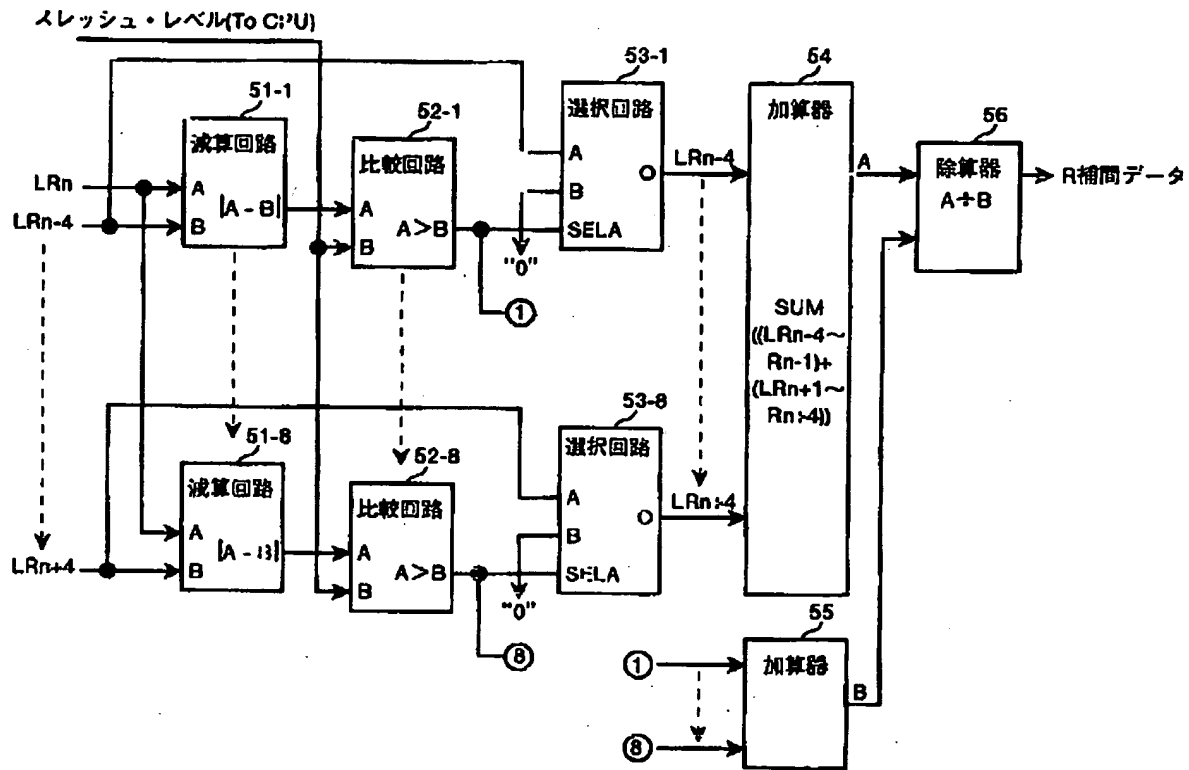 スレッシュ・レベル(To C:'U)
51-1
減算回路
A
B
|A - B|
LRn
LRn-4
52-1
比較回路
A
B
A>B
①
53-1
選択回路
A
B
O
SELA
"0"
LRn-4
54
加算器
SUM
((LRn-4～
Rn-1)+
(LRn+1～
Rn:-4))
A
56
除算器
A÷B
R補間データ
51-8
減算回路
A
B
|A - B|
LRn+4
52-8
比較回路
A
B
A>B
⑧
53-8
選択回路
A
B
O
SELA
"0"
LRn:-4
55
加算器
①
⑧
B